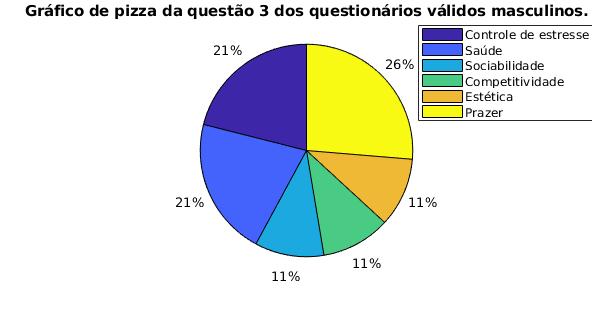 Gráfico de pizza da questão 3 dos questionários válidos masculinos.
Controle de estresse
Saúde
Sociabilidade
Competitividade
Estética
Prazer
21%
26%
21%
11%
11%
11%